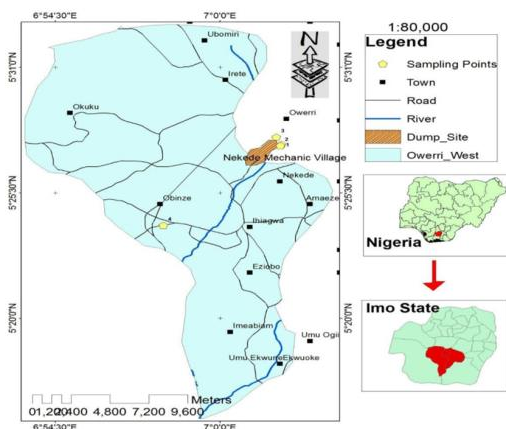 6°54'30"E
7°0'0"E
1:80,000
Legend
Sampling Points
Town
Road
River
Dump_Site
Owerri_West
N
Ubomiri
5°31'0"N
5°31'0"N
Irete
Okuku
Owerri
3
2
1
Nekede Mechanic Village
Nekede
5°25'30"N
5°25'30"N
Obinze
Amaeze
4
Ihiagwa
Eziobo
Nigeria
Imo State
5°20'0"N
5°20'0"N
Imeabiam
Umu Ogii
Umu EkwuneEkwuoke
Meters
4,800
7,200
9,600
6°54'30"E
7°0'0"E